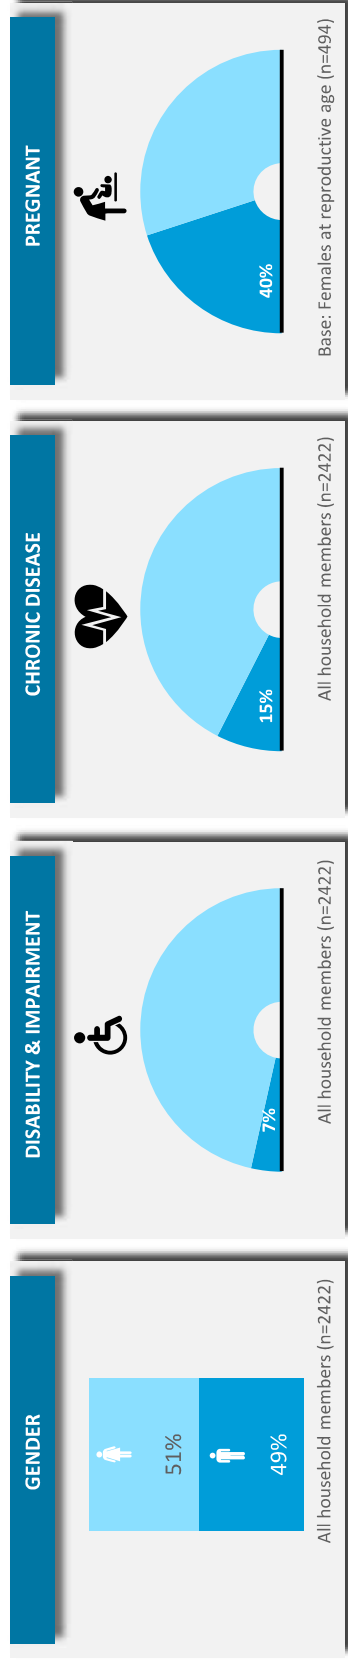 GENDER
51%
49%
All household members (n=2422)
DISABILITY & IMPAIRMENT
7%
All household members (n=2422)
CHRONIC DISEASE
15%
All household members (n=2422)
PREGNANT
40%
Base: Females at reproductive age (n=494)